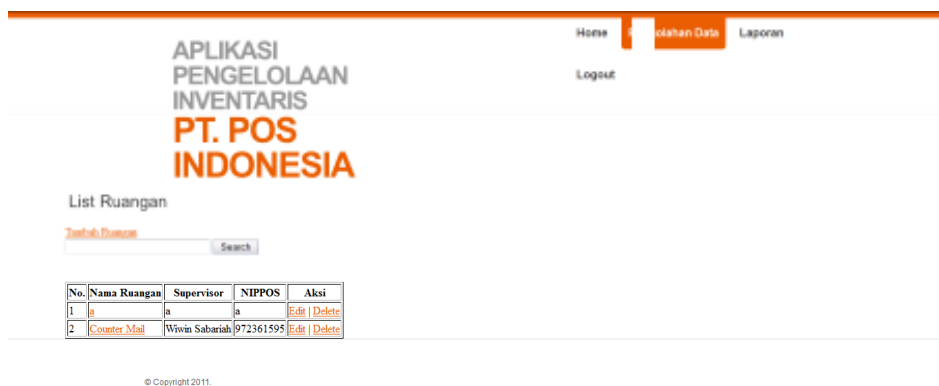 Home
olahan Data
Laporan
Logout
APLIKASI
PENGELOLAAN
INVENTARIS
PT. POS
INDONESIA
List Ruangan
Tambah Ruangan
Search
No. Nama Ruangan Supervisor NIPPOS Aksi
1 a a a Edit | Delete
2 Counter Mail Wiwin Sabariah 972361595 Edit | Delete
© Copyright 2011.